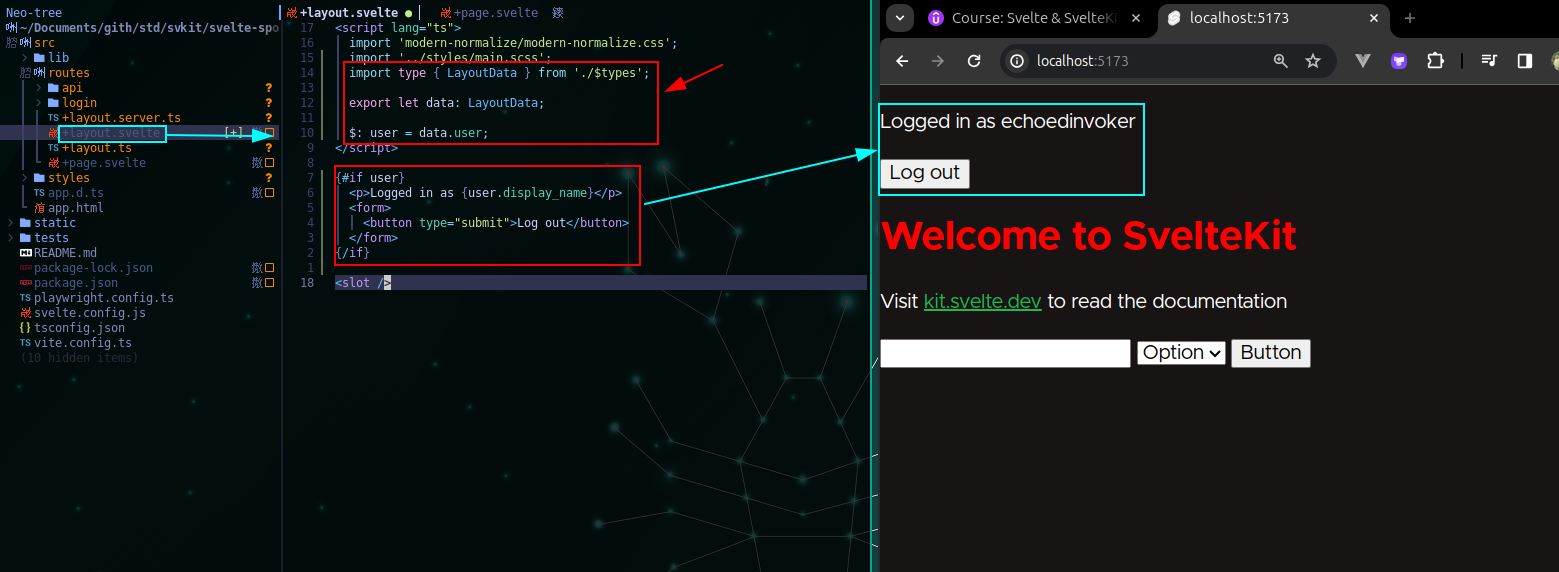 Neo-tree
~/Documents/gith/std/svkit/svelte-spo
src
lib
routes
api ?
login ?
TS +layout.server.ts ?
+layout.svelte [+]
TS +layout.ts ?
+page.svelte
styles ?
TS app.d.ts
app.html
static
tests
README.md
package-lock.json
package.json
TS playwright.config.ts
svelte.config.js
{} tsconfig.json
TS vite.config.ts
(10 hidden items)
+layout.svelte ● +page.svelte
17 <script lang="ts">
16 import 'modern-normalize/modern-normalize.css';
15 import '../styles/main.scss';
14 import type { LayoutData } from './$types';
13
12 export let data: LayoutData;
11
10 $: user = data.user;
9 </script>
8
7 {#if user}
6 <p>Logged in as {user.display_name}</p>
5 <form>
4 <button type="submit">Log out</button>
3 </form>
2 {/if}
1
18 <slot />
Course: Svelte & SvelteKi
localhost:5173
localhost:5173
Logged in as echoedinvoker
Log out
Welcome to SvelteKit
Visit kit.svelte.dev to read the documentation
Option
Button